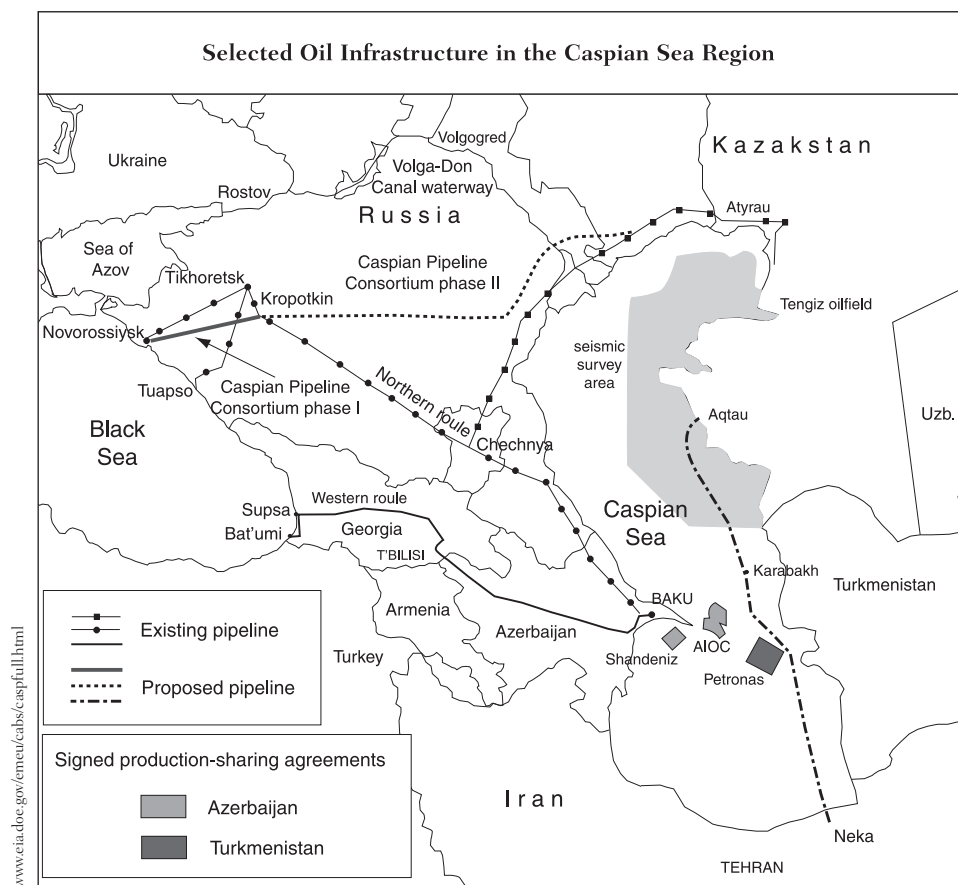 Selected Oil Infrastructure in the Caspian Sea Region
Volgogred
Kazakstan
Ukraine
Volga-Don
Canal waterway
Rostov
Russia
Atyrau
Sea of
Azov
Caspian Pipeline
Consortium phase II
Tikhoretsk
Kropotkin
Tengiz oilfield
Novorossiysk
seismic
survey
area
Tuapso
Caspian Pipeline
Consortium phase I
Northern roule
Aqtau
Uzb.
Black
Sea
Chechnya
Western route
Supsa
Caspian
Sea
Georgia
Bat'umi
T'BILISI
Karabakh
Turkmenistan
Armenia
BAKU
Azerbaijan
AIOC
Shandeniz
Turkey
Petronas
Existing pipeline
Proposed pipeline
Signed production-sharing agreements
Azerbaijan
Turkmenistan
Iran
Neka
TEHRAN
www.eia.doe.gov/emeu/cabs/caspfull.html